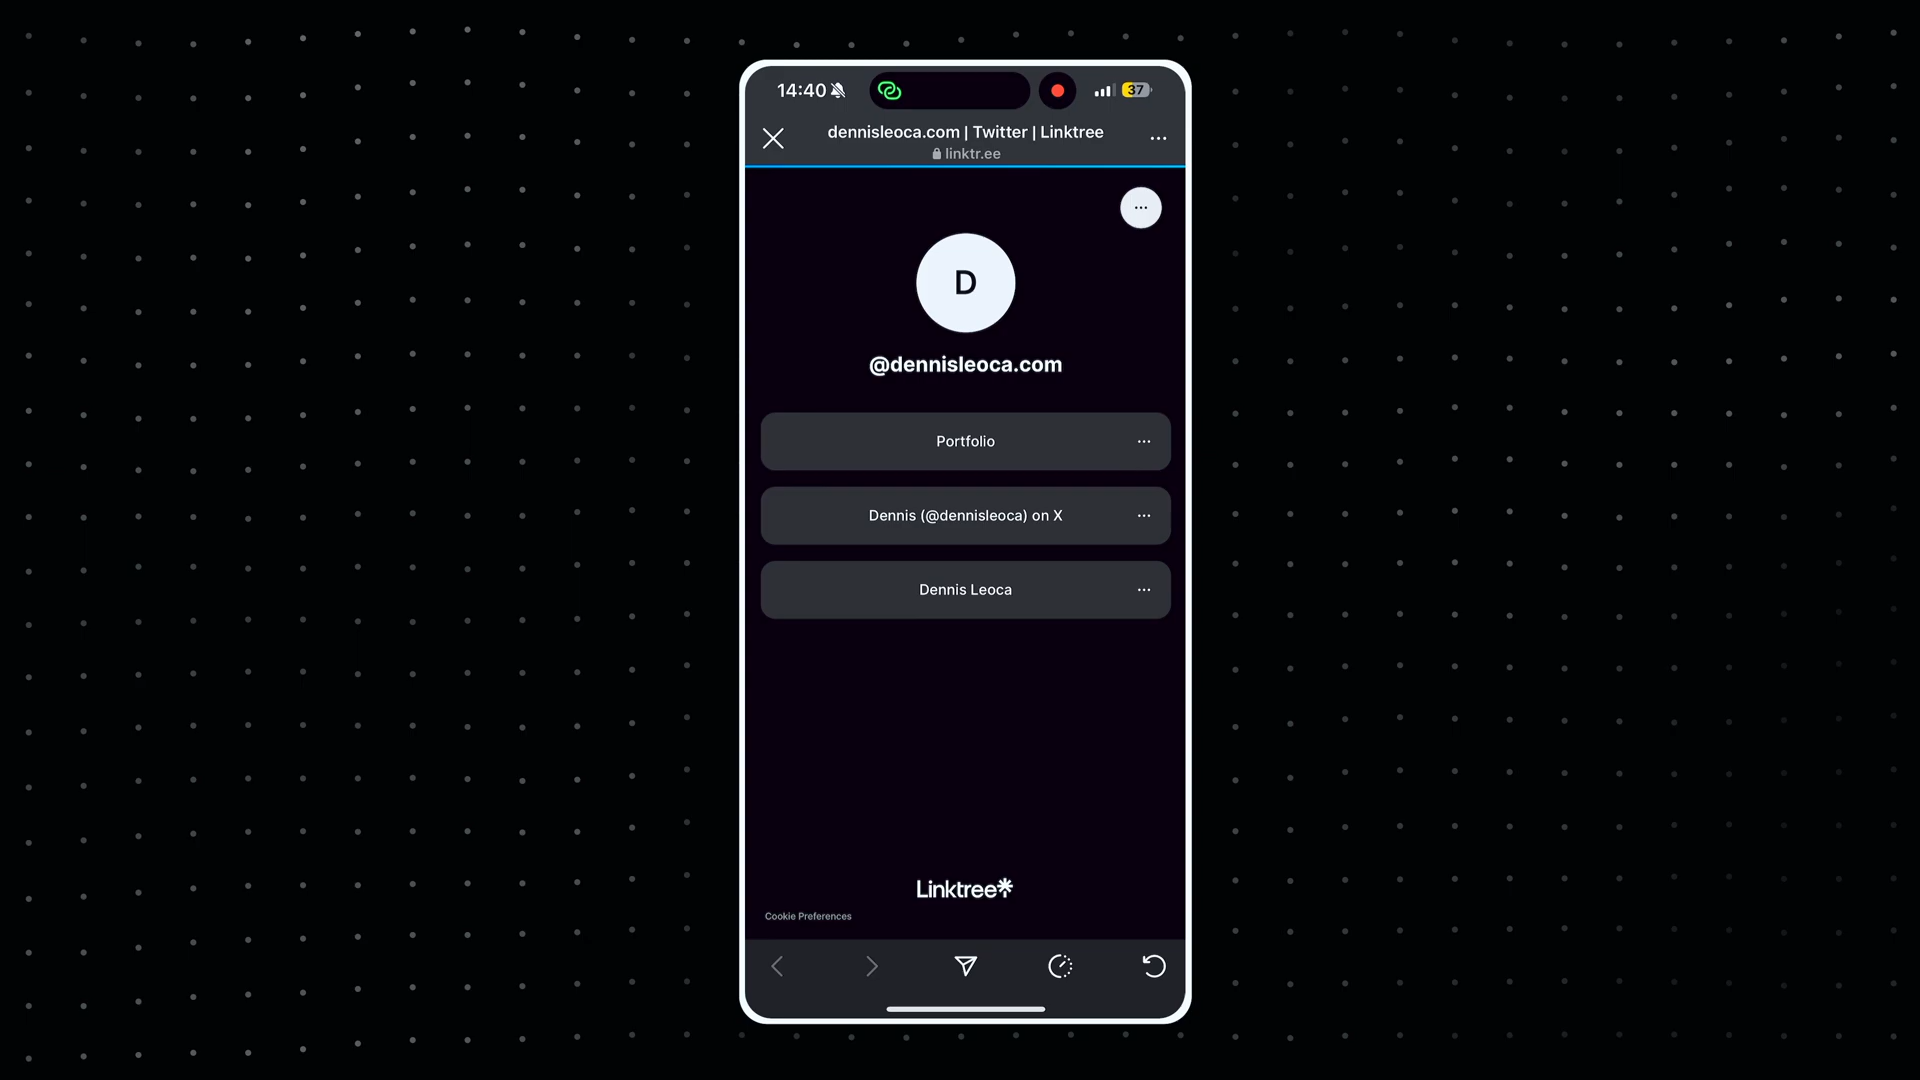 14:40
37
dennisleoca.com | Twitter | Linktree
linktr.ee
D
@dennisleoca.com
Portfolio
Dennis (@dennisleoca) on X
Dennis Leoca
Linktree
Cookie Preferences